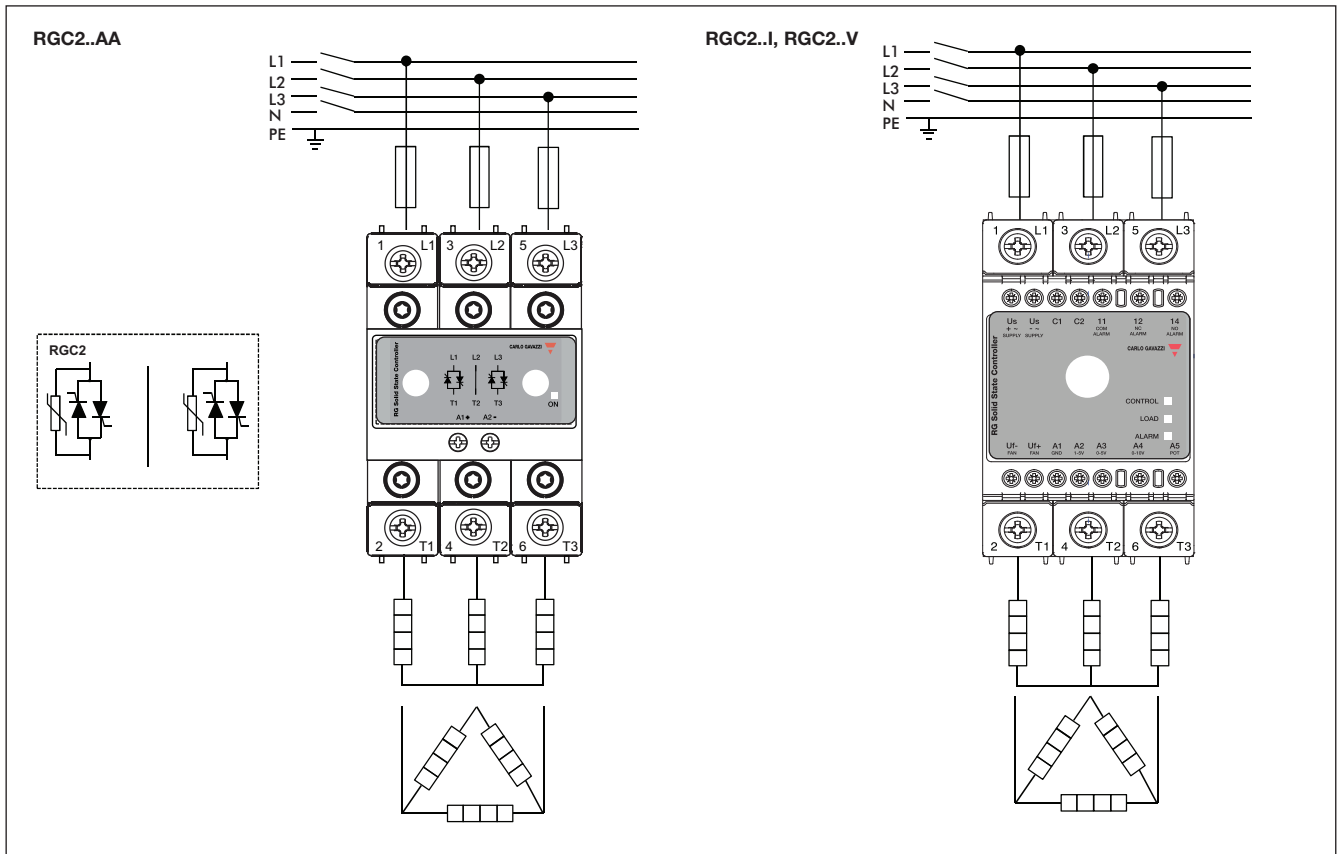 RGC2..AA
L1
L2
L3
N
PE
1 L1 3 L2 5 L3
RGC2
RG Solid State Controller
CARLO GAVAZZI
L1 L2 L3
T1 T2 T3
ON
A1+ A2-
2 T1 4 T2 6 T3
RGC2..I, RGC2..V
L1
L2
L3
N
PE
1 L1 3 L2 5 L3
Us Us C1 C2 11 12 14
+ ~ - ~ COM NC NO
SUPPLY SUPPLY ALARM ALARM ALARM
CARLO GAVAZZI
RG Solid State Controller
CONTROL
LOAD
ALARM
Uf- Uf+ A1 A2 A3 A4 A5
FAN FAN GND 1-5V 0-5V 0-10V POT
2 T1 4 T2 6 T3